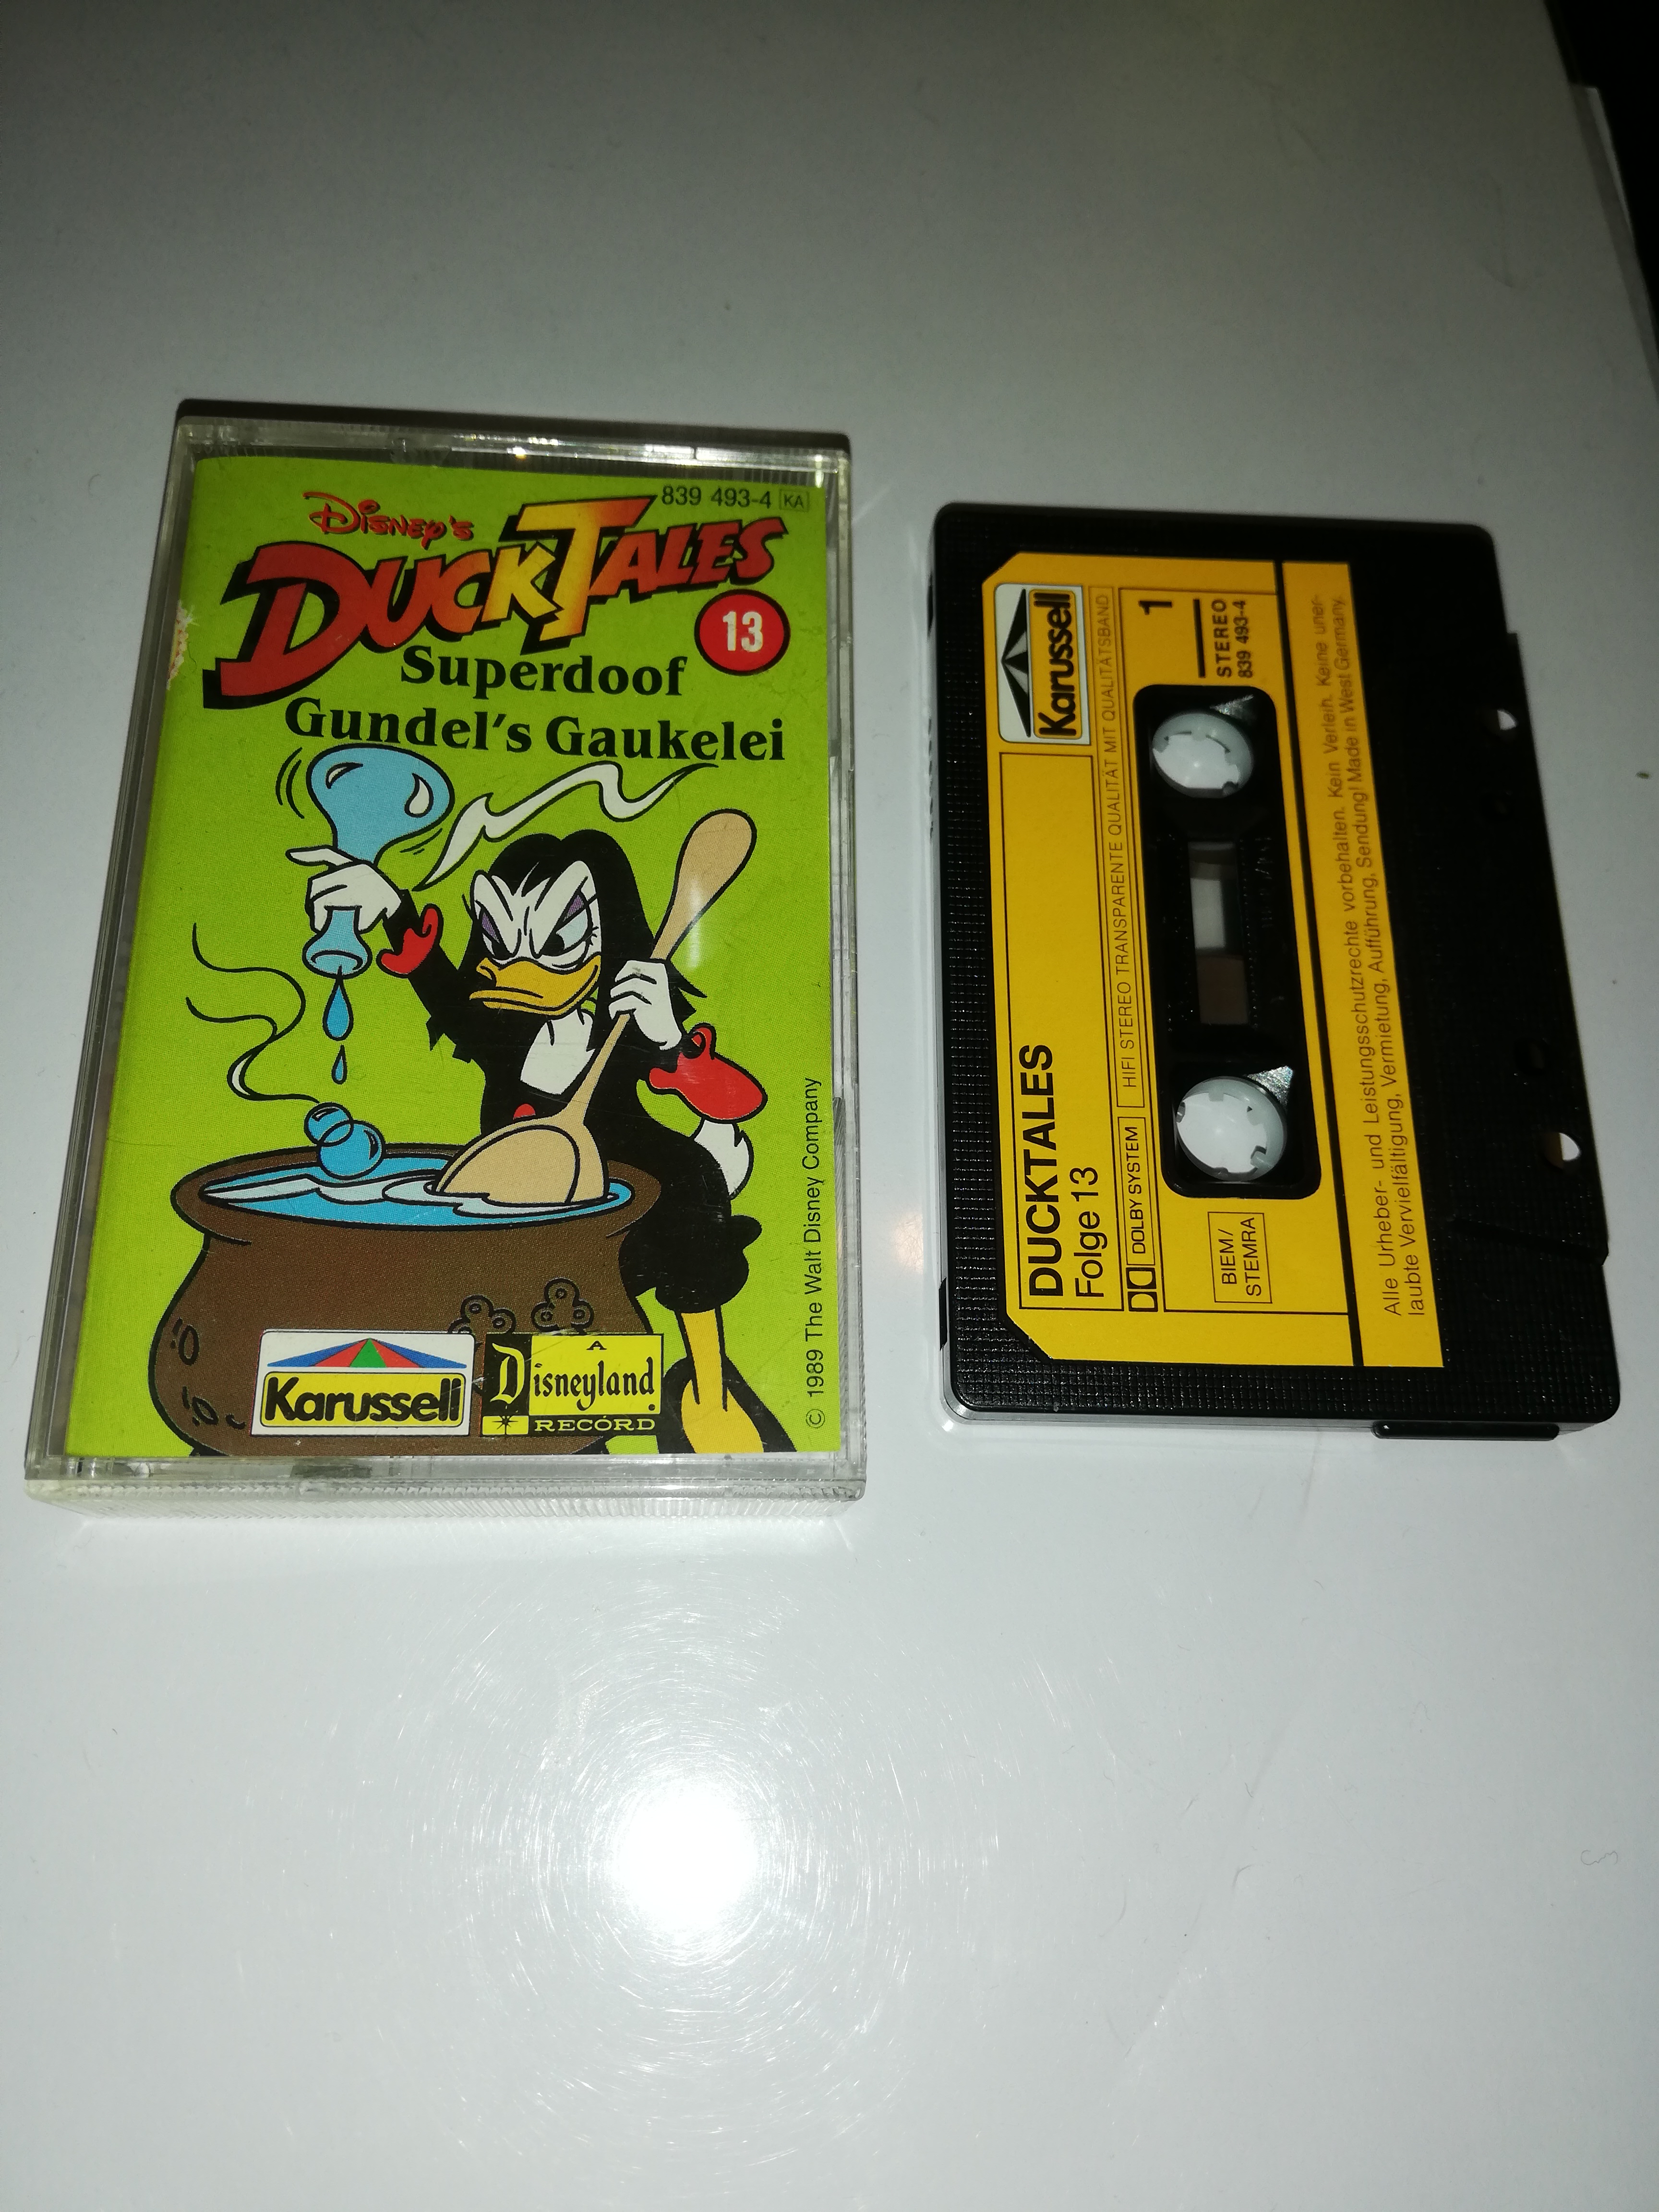 839 493-4 KA
DISNEY'S
DUCKTALES
13
Superdoof
Gundel's Gaukelei
© 1989 The Walt Disney Company
Karussell
A
Disneyland
RECORD
Karussell
DUCKTALES
Folge 13
DOLBY SYSTEM
HIFI STEREO TRANSPARENTE QUALITÄT MIT QUALITÄTSBAND
1
STEREO
839 493-4
BIEM/
STEMRA
Alle Urheber- und Leistungsschutzrechte vorbehalten. Kein Verleih. Keine uner-
laubte Vervielfältigung, Vermietung, Aufführung, Sendung! Made in West Germany.